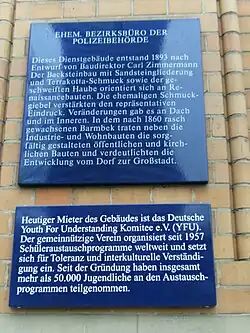 EHEM. BEZIRKSBÜRO DER
POLIZEIBEHÖRDE
Dieses Dienstgebäude entstand 1893 nach
Entwurf von Baudirektor Carl Zimmermann
Der Backsteinbau mit Sandsteingliederung
und Terrakotta-Schmuck sowie der ge-
schweiften Haube orientiert sich an Re-
naissancebauten. Die ehemaligen Schmuck-
giebel verstärkten den repräsentativen
Eindruck. Veränderungen gab es an Dach
und im Inneren. In dem nach 1860 rasch
gewachsenen Barmbek traten neben die
Industrie- und Wohnbauten die sorg-
fältig gestalteten öffentlichen und kirch-
lichen Bauten und verdeutlichten die
Entwicklung vom Dorf zur Großstadt.
Heutiger Mieter des Gebäudes ist das Deutsche
Youth For Understanding Komitee e.V. (YFU).
Der gemeinnützige Verein organisiert seit 1957
Schüleraustauschprogramme weltweit und setzt
sich für Toleranz und interkulturelle Verständi-
gung ein. Seit der Gründung haben insgesamt
mehr als 50.000 Jugendliche an den Austausch-
programmen teilgenommen.